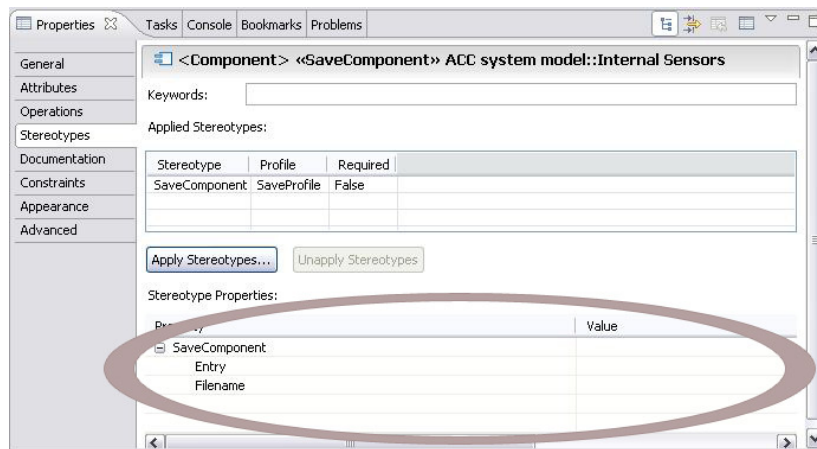 Properties Tasks Console Bookmarks Problems
General
Attributes
Operations
Stereotypes
Documentation
Constraints
Appearance
Advanced
<Component> «SaveComponent» ACC system model::Internal Sensors
Keywords:
Applied Stereotypes:
Stereotype Profile Required
SaveComponent SaveProfile False
Apply Stereotypes... Unapply Stereotypes
Stereotype Properties:
Value
SaveComponent
Entry
Filename